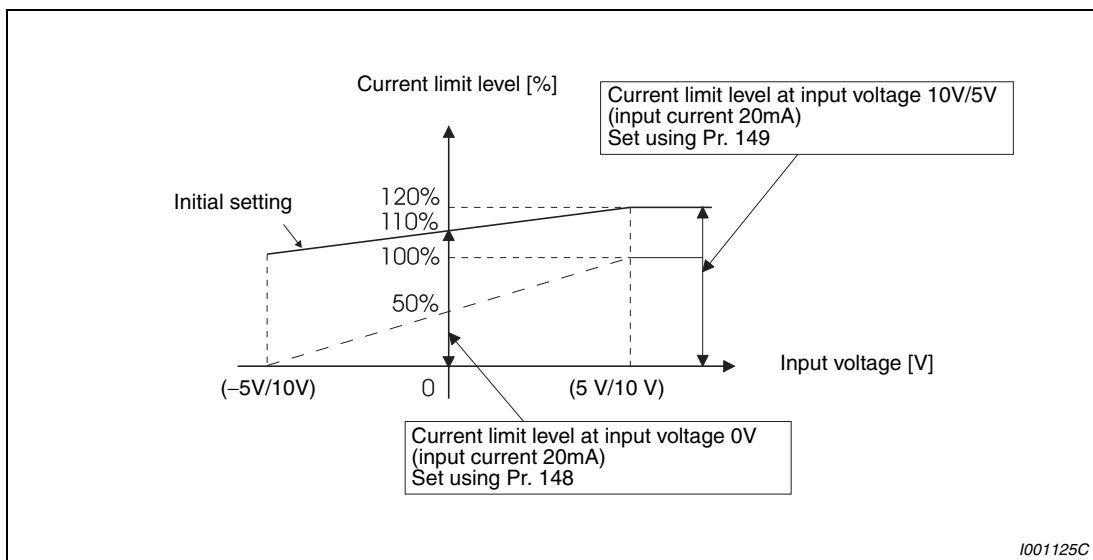 Current limit level [%]
Current limit level at input voltage 10V/5V
(input current 20mA)
Set using Pr. 149
Initial setting
120%
110%
100%
50%
Input voltage [V]
(–5V/10V)
0
(5 V/10 V)
Current limit level at input voltage 0V
(input current 20mA)
Set using Pr. 148
I001125C